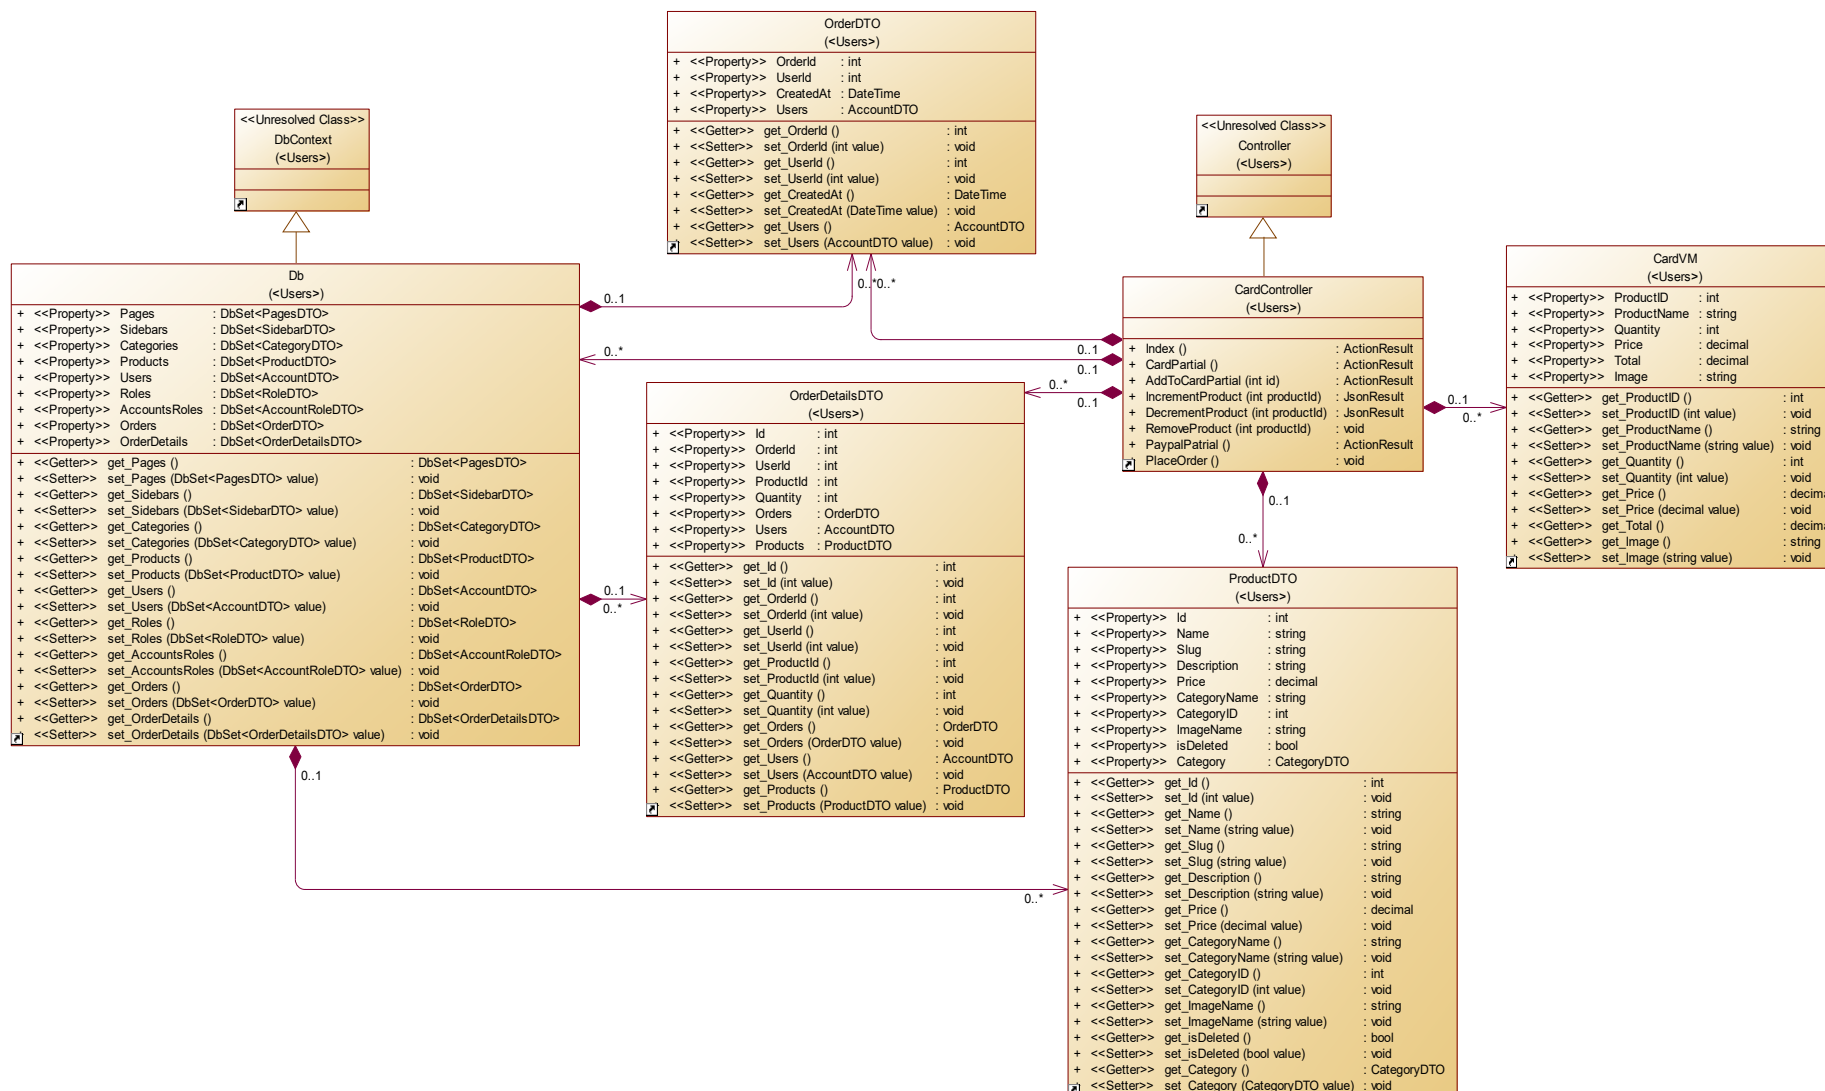 OrderDTO
(<Users>)
+ <<Property>> OrderId : int
+ <<Property>> UserId : int
+ <<Property>> CreatedAt : DateTime
+ <<Property>> Users : AccountDTO
+ <<Getter>> get_OrderId () : int
+ <<Setter>> set_OrderId (int value) : void
+ <<Getter>> get_UserId () : int
+ <<Setter>> set_UserId (int value) : void
+ <<Getter>> get_CreatedAt () : DateTime
+ <<Setter>> set_CreatedAt (DateTime value) : void
+ <<Getter>> get_Users () : AccountDTO
<<Setter>> set_Users (AccountDTO value) : void
<<Unresolved Class>>
DbContext
(<Users>)
<<Unresolved Class>>
Controller
(<Users>)
Db
(<Users>)
+ <<Property>> Pages : DbSet<PagesDTO>
+ <<Property>> Sidebars : DbSet<SidebarDTO>
+ <<Property>> Categories : DbSet<CategoryDTO>
+ <<Property>> Products : DbSet<ProductDTO>
+ <<Property>> Users : DbSet<AccountDTO>
+ <<Property>> Roles : DbSet<RoleDTO>
+ <<Property>> AccountsRoles : DbSet<AccountRoleDTO>
+ <<Property>> Orders : DbSet<OrderDTO>
+ <<Property>> OrderDetails : DbSet<OrderDetailsDTO>
+ <<Getter>> get_Pages () : DbSet<PagesDTO>
+ <<Setter>> set_Pages (DbSet<PagesDTO> value) : void
+ <<Getter>> get_Sidebars () : DbSet<SidebarDTO>
+ <<Setter>> set_Sidebars (DbSet<SidebarDTO> value) : void
+ <<Getter>> get_Categories () : DbSet<CategoryDTO>
+ <<Setter>> set_Categories (DbSet<CategoryDTO> value) : void
+ <<Getter>> get_Products () : DbSet<ProductDTO>
+ <<Setter>> set_Products (DbSet<ProductDTO> value) : void
+ <<Getter>> get_Users () : DbSet<AccountDTO>
+ <<Setter>> set_Users (DbSet<AccountDTO> value) : void
+ <<Getter>> get_Roles () : DbSet<RoleDTO>
+ <<Setter>> set_Roles (DbSet<RoleDTO> value) : void
+ <<Getter>> get_AccountsRoles () : DbSet<AccountRoleDTO>
+ <<Setter>> set_AccountsRoles (DbSet<AccountRoleDTO> value) : void
+ <<Getter>> get_Orders () : DbSet<OrderDTO>
+ <<Setter>> set_Orders (DbSet<OrderDTO> value) : void
+ <<Getter>> get_OrderDetails () : DbSet<OrderDetailsDTO>
<<Setter>> set_OrderDetails (DbSet<OrderDetailsDTO> value) : void
0..1
0..*
0..*
0..1
0..*
0..1
0..*
0..1
0..1
0..*
0..1
0..*
0..1
0..*
0..1
0..*
OrderDetailsDTO
(<Users>)
+ <<Property>> Id : int
+ <<Property>> OrderId : int
+ <<Property>> UserId : int
+ <<Property>> ProductId : int
+ <<Property>> Quantity : int
+ <<Property>> Orders : OrderDTO
+ <<Property>> Users : AccountDTO
+ <<Property>> Products : ProductDTO
+ <<Getter>> get_Id () : int
+ <<Setter>> set_Id (int value) : void
+ <<Getter>> get_OrderId () : int
+ <<Setter>> set_OrderId (int value) : void
+ <<Getter>> get_UserId () : int
+ <<Setter>> set_UserId (int value) : void
+ <<Getter>> get_ProductId () : int
+ <<Setter>> set_ProductId (int value) : void
+ <<Getter>> get_Quantity () : int
+ <<Setter>> set_Quantity (int value) : void
+ <<Getter>> get_Orders () : OrderDTO
+ <<Setter>> set_Orders (OrderDTO value) : void
+ <<Getter>> get_Users () : AccountDTO
+ <<Setter>> set_Users (AccountDTO value) : void
+ <<Getter>> get_Products () : ProductDTO
<<Setter>> set_Products (ProductDTO value) : void
CardController
(<Users>)
+ Index () : ActionResult
+ CardPartial () : ActionResult
+ AddToCardPartial (int id) : ActionResult
+ IncrementProduct (int productId) : JsonResult
+ DecrementProduct (int productId) : JsonResult
+ RemoveProduct (int productId) : void
+ PaypalPatrial () : ActionResult
PlaceOrder () : void
CardVM
(<Users>)
+ <<Property>> ProductID : int
+ <<Property>> ProductName : string
+ <<Property>> Quantity : int
+ <<Property>> Price : decimal
+ <<Property>> Total : decimal
+ <<Property>> Image : string
+ <<Getter>> get_ProductID () : int
+ <<Setter>> set_ProductID (int value) : void
+ <<Getter>> get_ProductName () : string
+ <<Setter>> set_ProductName (string value) : void
+ <<Getter>> get_Quantity () : int
+ <<Setter>> set_Quantity (int value) : void
+ <<Getter>> get_Price () : decima
+ <<Setter>> set_Price (decimal value) : void
+ <<Getter>> get_Total () : decima
+ <<Getter>> get_Image () : string
<<Setter>> set_Image (string value) : void
ProductDTO
(<Users>)
+ <<Property>> Id : int
+ <<Property>> Name : string
+ <<Property>> Slug : string
+ <<Property>> Description : string
+ <<Property>> Price : decimal
+ <<Property>> CategoryName : string
+ <<Property>> CategoryID : int
+ <<Property>> ImageName : string
+ <<Property>> isDeleted : bool
+ <<Property>> Category : CategoryDTO
+ <<Getter>> get_Id () : int
+ <<Setter>> set_Id (int value) : void
+ <<Getter>> get_Name () : string
+ <<Setter>> set_Name (string value) : void
+ <<Getter>> get_Slug () : string
+ <<Setter>> set_Slug (string value) : void
+ <<Getter>> get_Description () : string
+ <<Setter>> set_Description (string value) : void
+ <<Getter>> get_Price () : decimal
+ <<Setter>> set_Price (decimal value) : void
+ <<Getter>> get_CategoryName () : string
+ <<Setter>> set_CategoryName (string value) : void
+ <<Getter>> get_CategoryID () : int
+ <<Setter>> set_CategoryID (int value) : void
+ <<Getter>> get_ImageName () : string
+ <<Setter>> set_ImageName (string value) : void
+ <<Getter>> get_isDeleted () : bool
+ <<Setter>> set_isDeleted (bool value) : void
+ <<Getter>> get_Category () : CategoryDTO
<<Setter>> set_Category (CategoryDTO value) : void